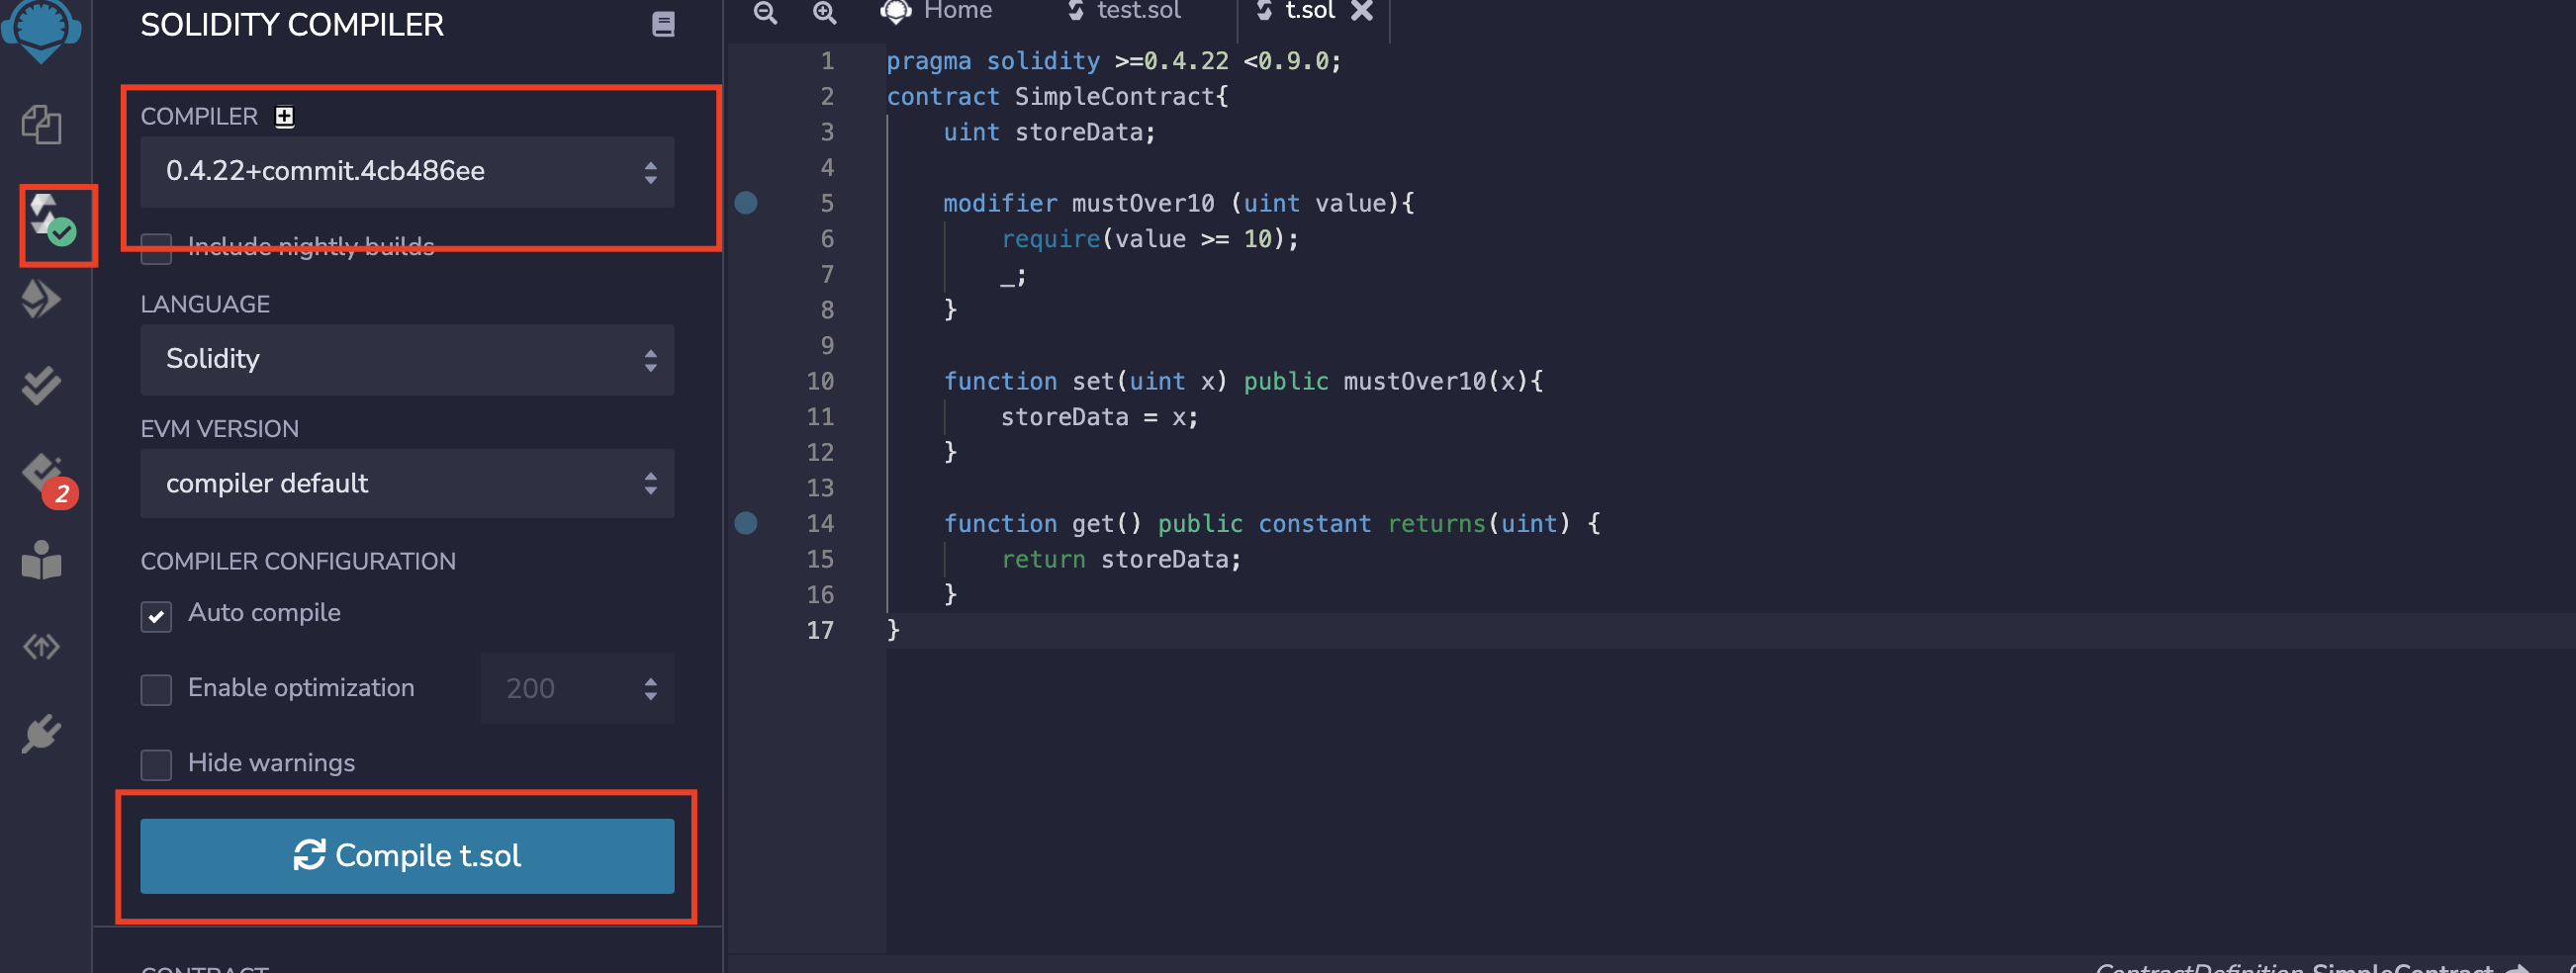 SOLIDITY COMPILER
COMPILER
0.4.22+commit.4cb486ee
Include nightly builds
LANGUAGE
Solidity
EVM VERSION
compiler default
COMPILER CONFIGURATION
Auto compile
Enable optimization 200
Hide warnings
Compile t.sol
CONTRACT
2
Home test.sol t.sol
1 pragma solidity >=0.4.22 <0.9.0;
2 contract SimpleContract{
3 uint storeData;
4
5 modifier mustOver10 (uint value){
6 require(value >= 10);
7 _;
8 }
9
10 function set(uint x) public mustOver10(x){
11 storeData = x;
12 }
13
14 function get() public constant returns(uint) {
15 return storeData;
16 }
17 }
ContractDefinition SimpleContract